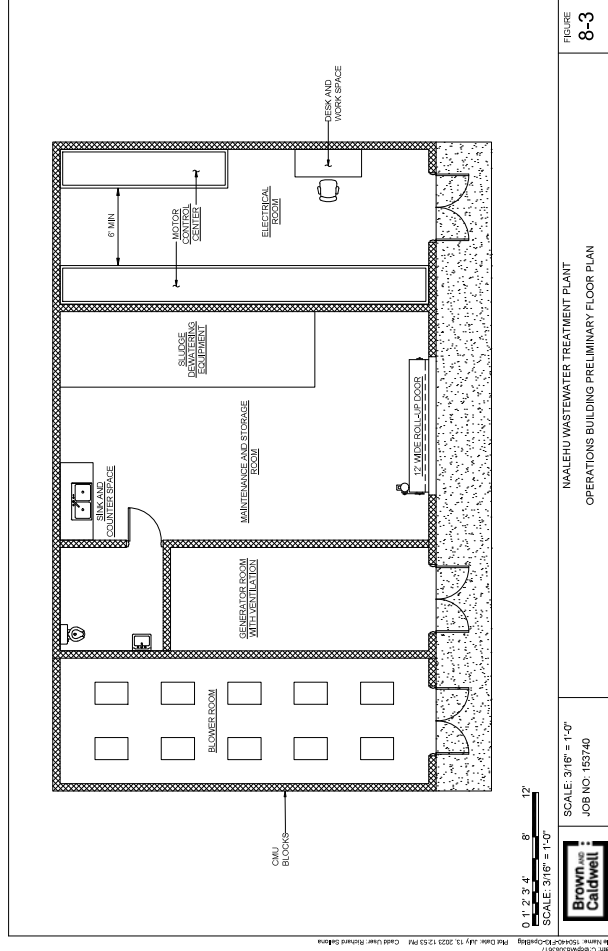 CMU
BLOCKS
BLOWER ROOM
GENERATOR ROOM
WITH VENTILATION
SINK AND
COUNTER SPACE
MAINTENANCE AND STORAGE
ROOM
12' WIDE ROLL-UP DOOR
SLUDGE
DEWATERING
EQUIPMENT
6' MIN
MOTOR
CONTROL
CENTER
ELECTRICAL
ROOM
DESK AND
WORK SPACE
0 1' 2' 3' 4' 8' 12'
SCALE: 3/16" = 1'-0"
Brown AND
Caldwell
SCALE: 3/16" = 1'-0"
JOB NO: 153740
NAALEHU WASTEWATER TREATMENT PLANT
OPERATIONS BUILDING PRELIMINARY FLOOR PLAN
FIGURE
8-3
Plot Date: July 13, 2023 12:53 PM Cadd User: Richard